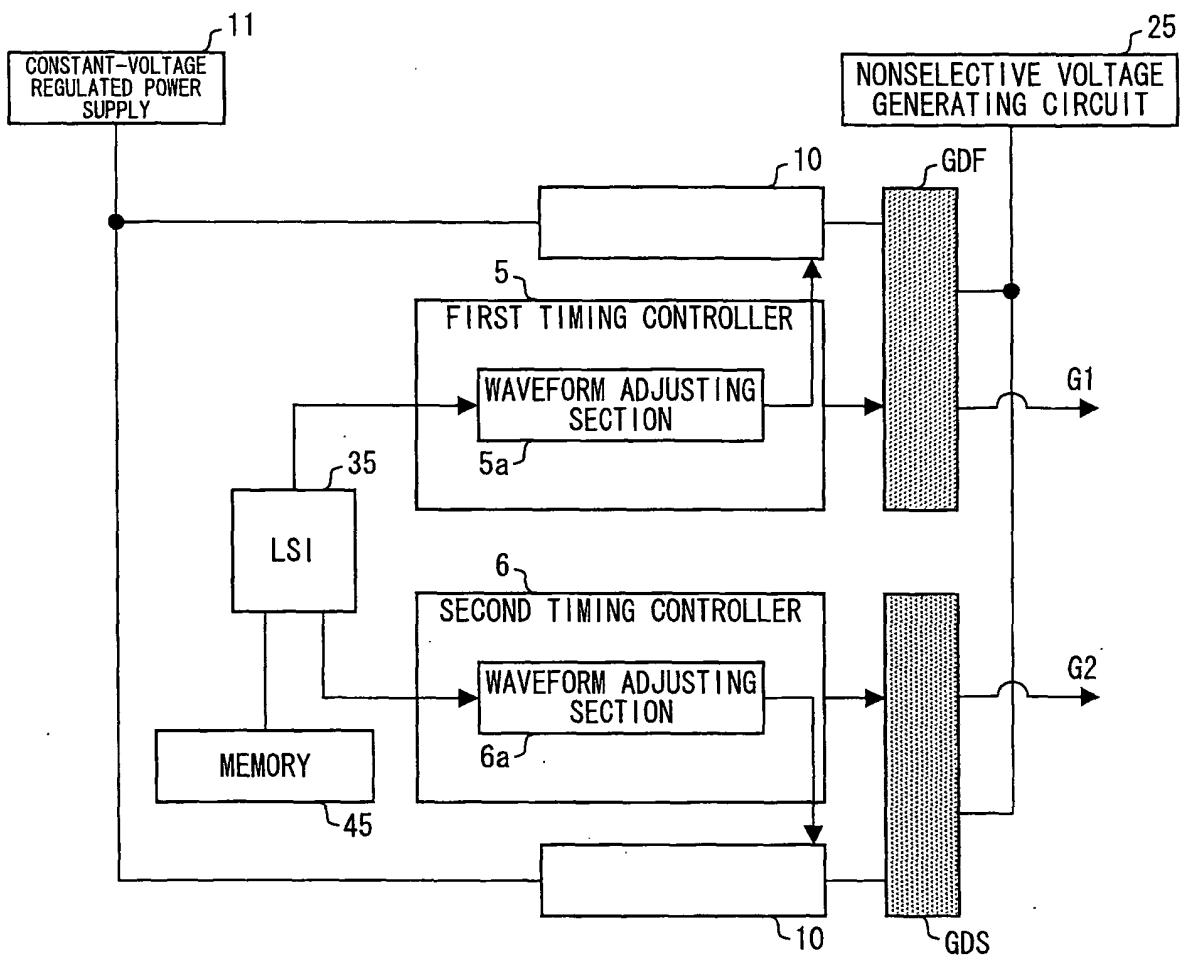 11
CONSTANT-VOLTAGE
REGULATED POWER
SUPPLY
25
NONSELECTIVE VOLTAGE
GENERATING CIRCUIT
10
GDF
5
FIRST TIMING CONTROLLER
WAVEFORM ADJUSTING
SECTION
5a
G1
35
LSI
6
SECOND TIMING CONTROLLER
WAVEFORM ADJUSTING
SECTION
6a
G2
MEMORY
45
10
GDS